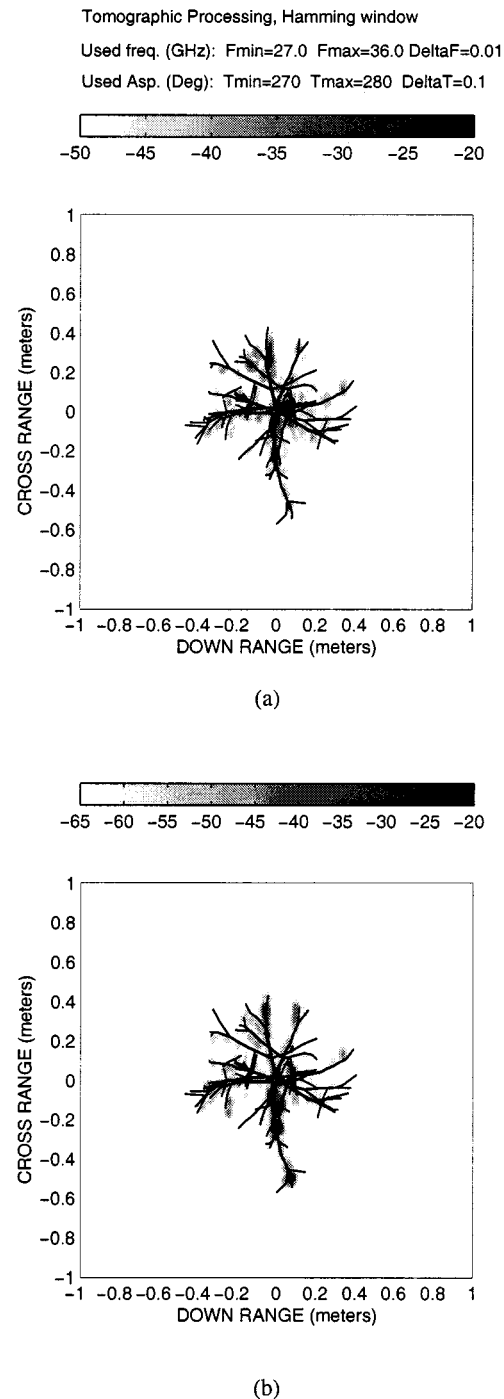 Tomographic Processing, Hamming window
Used freq. (GHz): Fmin=27.0 Fmax=36.0 DeltaF=0.01
Used Asp. (Deg): Tmin=270 Tmax=280 DeltaT=0.1
−50 −45 −40 −35 −30 −25 −20
1
0.8
0.6
0.4
0.2
0
−0.2
−0.4
−0.6
−0.8
−1
CROSS RANGE (meters)
−1 −0.8 −0.6 −0.4 −0.2 0 0.2 0.4 0.6 0.8 1
DOWN RANGE (meters)
(a)
−65 −60 −55 −50 −45 −40 −35 −30 −25 −20
1
0.8
0.6
0.4
0.2
0
−0.2
−0.4
−0.6
−0.8
−1
CROSS RANGE (meters)
−1 −0.8 −0.6 −0.4 −0.2 0 0.2 0.4 0.6 0.8 1
DOWN RANGE (meters)
(b)